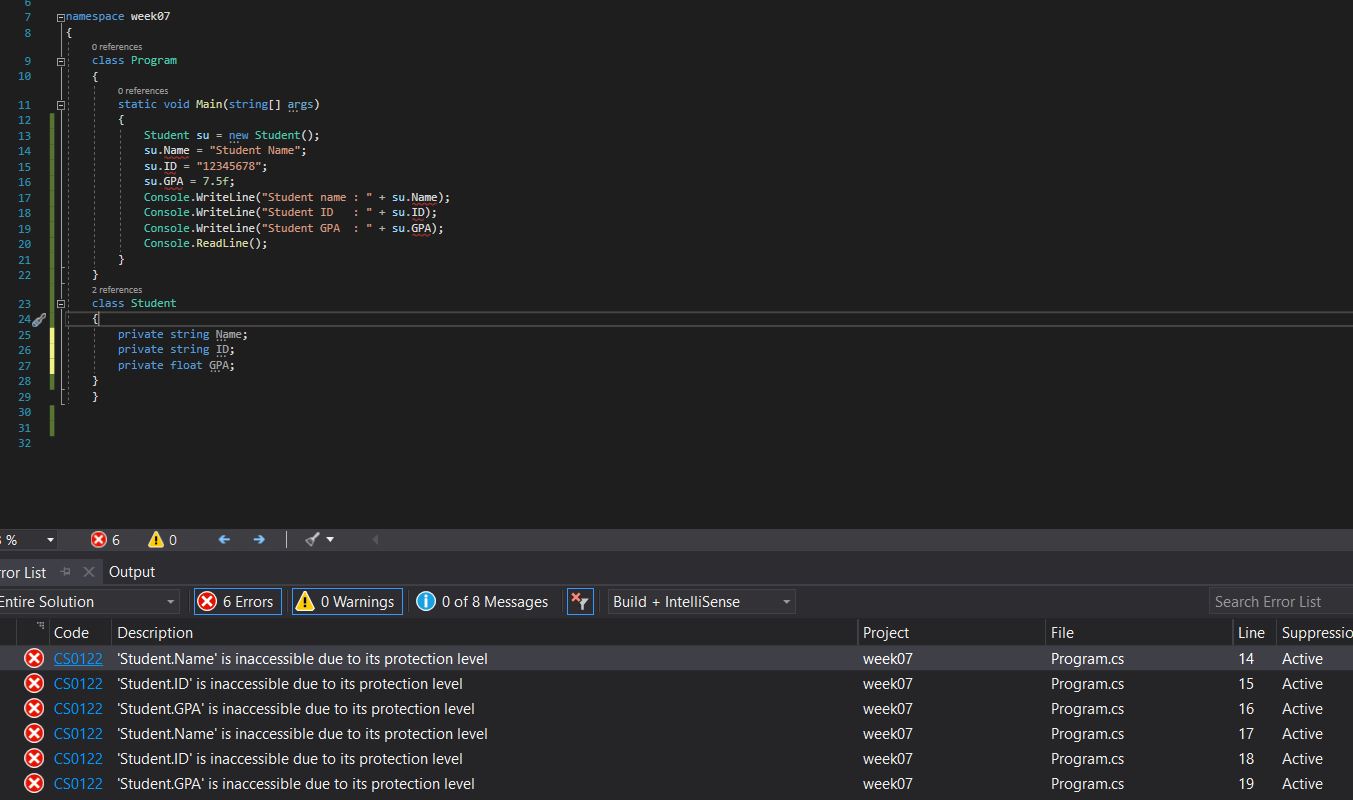 6
7 namespace week07
8 {
0 references
9 class Program
10 {
0 references
11 static void Main(string[] args)
12 {
13 Student su = new Student();
14 su.Name = "Student Name";
15 su.ID = "12345678";
16 su.GPA = 7.5f;
17 Console.WriteLine("Student name : " + su.Name);
18 Console.WriteLine("Student ID   : " + su.ID);
19 Console.WriteLine("Student GPA  : " + su.GPA);
20 Console.ReadLine();
21 }
22 }
2 references
23 class Student
24 {
25 private string Name;
26 private string ID;
27 private float GPA;
28 }
29 }
30
31
32
% 6 0
ror List Output
Entire Solution 6 Errors 0 Warnings 0 of 8 Messages Build + IntelliSense Search Error List
Code Description Project File Line Suppressio
CS0122 'Student.Name' is inaccessible due to its protection level week07 Program.cs 14 Active
CS0122 'Student.ID' is inaccessible due to its protection level week07 Program.cs 15 Active
CS0122 'Student.GPA' is inaccessible due to its protection level week07 Program.cs 16 Active
CS0122 'Student.Name' is inaccessible due to its protection level week07 Program.cs 17 Active
CS0122 'Student.ID' is inaccessible due to its protection level week07 Program.cs 18 Active
CS0122 'Student.GPA' is inaccessible due to its protection level week07 Program.cs 19 Active